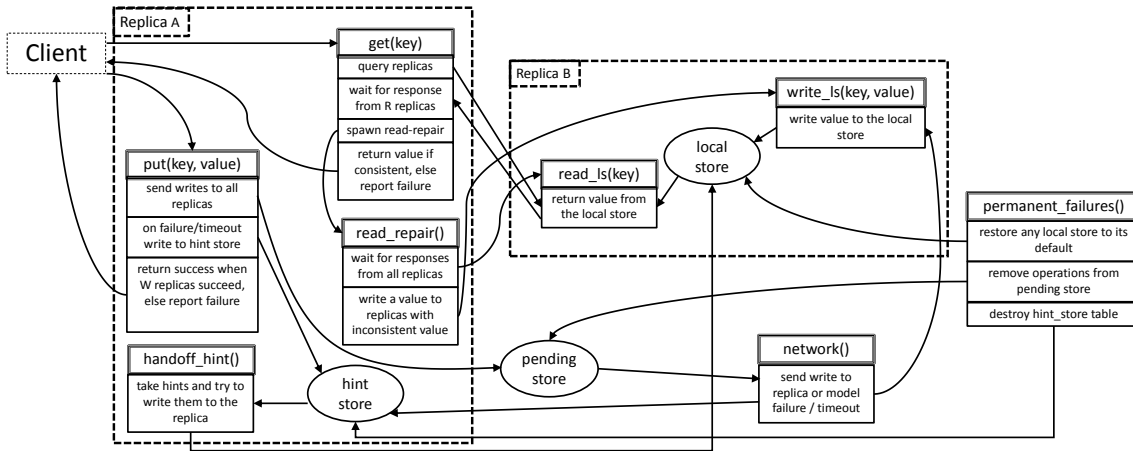 Replica A
Client
get(key)
query replicas
wait for response
from R replicas
spawn read-repair
return value if
consistent, else
report failure
put(key, value)
send writes to all
replicas
on failure/timeout
write to hint store
return success when
W replicas succeed,
else report failure
read_repair()
wait for responses
from all replicas
write a value to
replicas with
inconsistent value
handoff_hint()
take hints and try to
write them to the
replica
hint
store
Replica B
write_ls(key, value)
write value to the local
store
local
store
read_ls(key)
return value from
the local store
pending
store
network()
send write to
replica or model
failure / timeout
permanent_failures()
restore any local store to its
default
remove operations from
pending store
destroy hint_store table